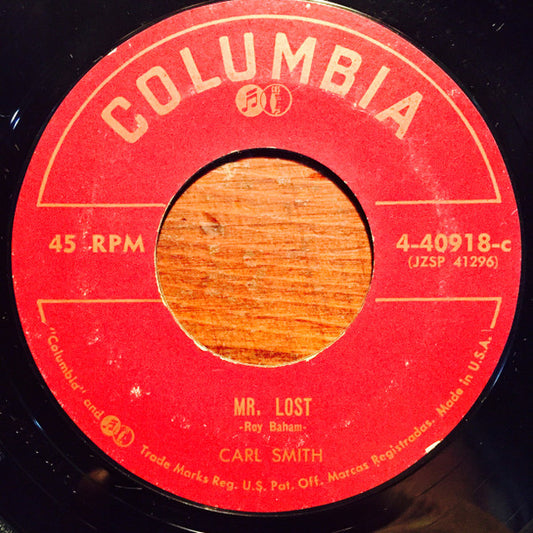 COLUMBIA
45 RPM
4-40918-c
(JZSP 41296)
MR. LOST
-Roy Baham-
CARL SMITH
"Columbia" and Trade Marks Reg. U.S. Pat. Off. Marcas Registradas. Made in U.S.A.